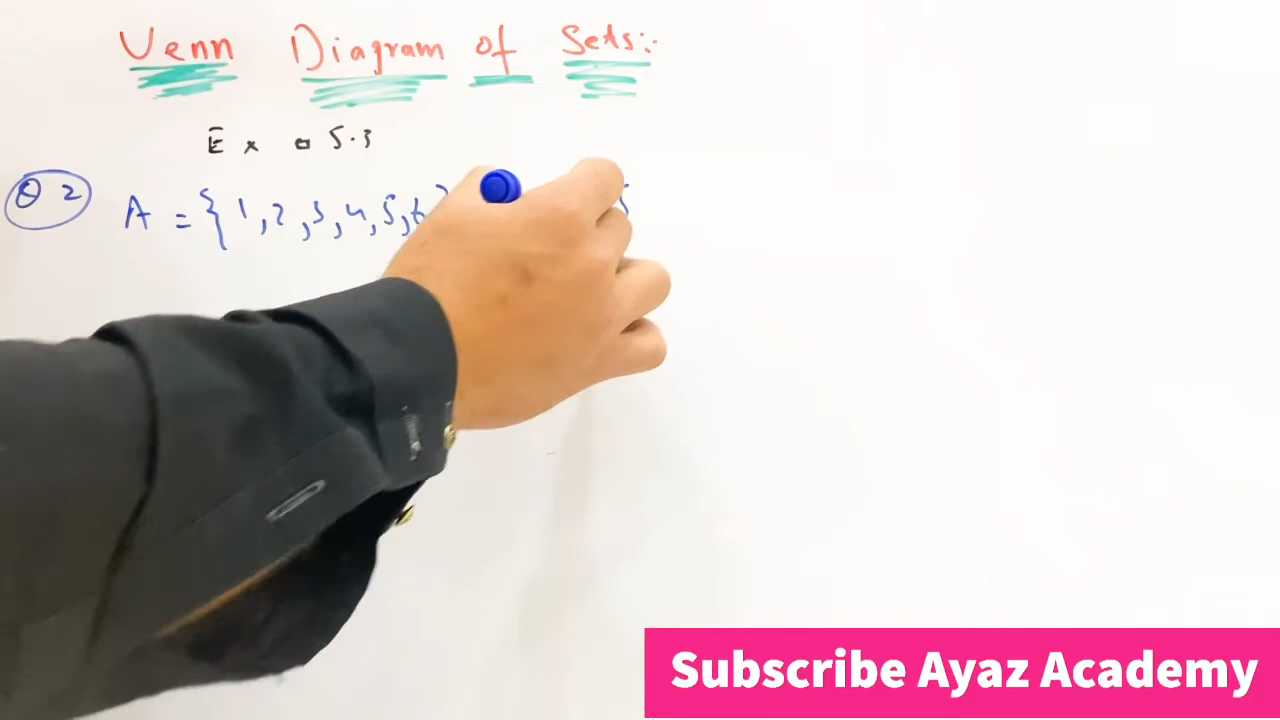 Venn Diagram of Sets:-
Ex 5.3
Q 2 A = { 1, 2, 3, 4, 5, 6
Subscribe Ayaz Academy